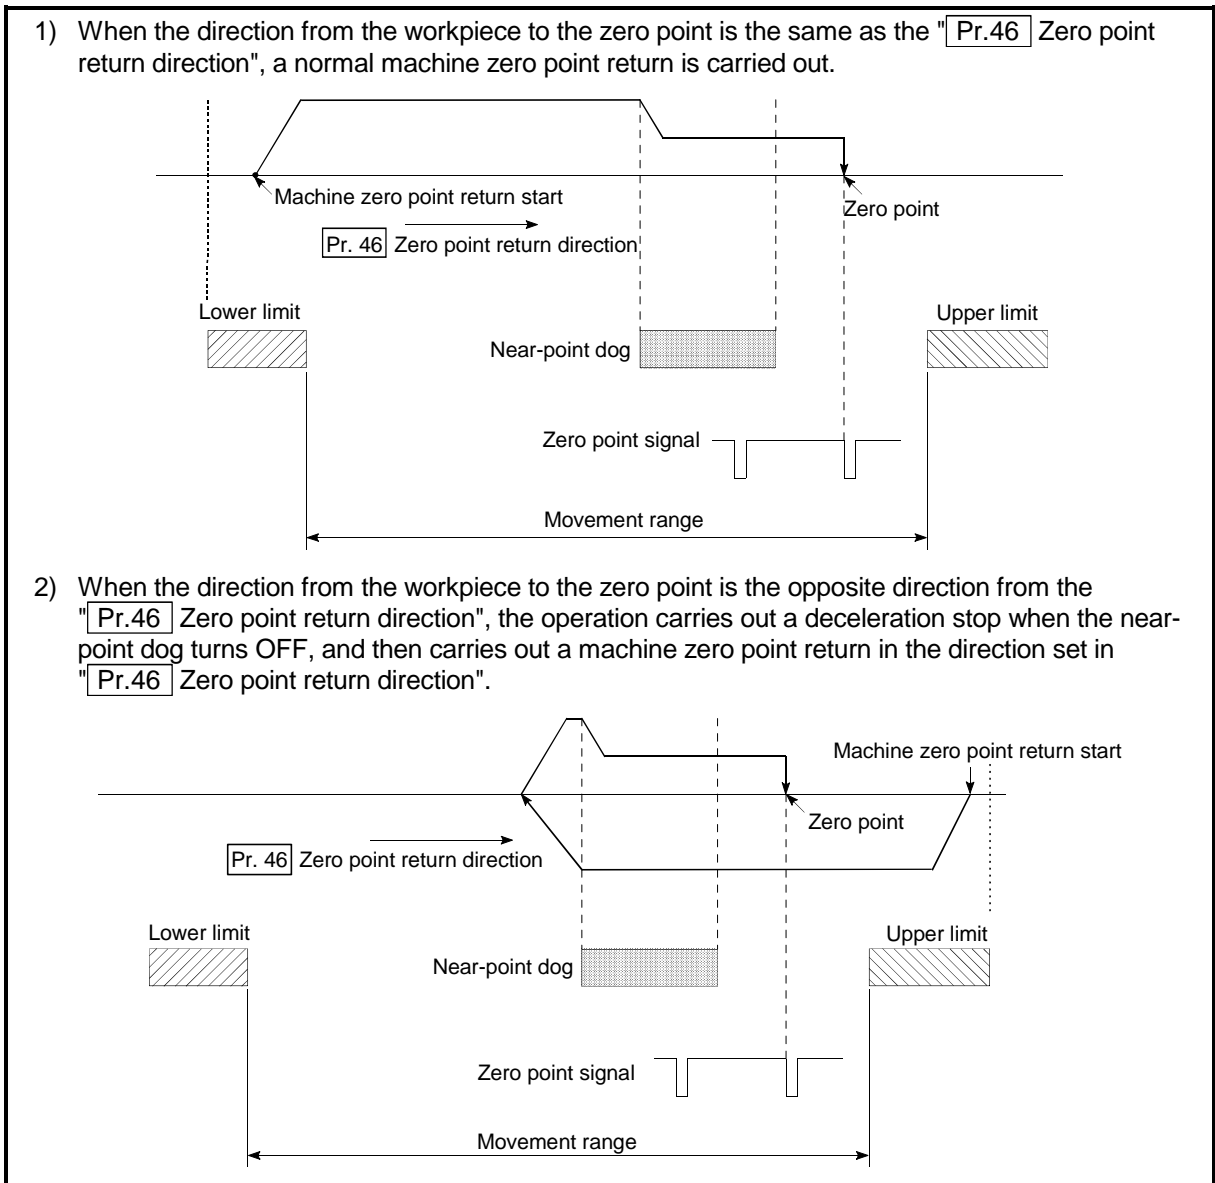 1) When the direction from the workpiece to the zero point is the same as the "Pr.46 Zero point
return direction", a normal machine zero point return is carried out.
Machine zero point return start
Zero point
Pr. 46 Zero point return direction
Lower limit
Upper limit
Near-point dog
Zero point signal
Movement range
2) When the direction from the workpiece to the zero point is the opposite direction from the
"Pr.46 Zero point return direction", the operation carries out a deceleration stop when the near-
point dog turns OFF, and then carries out a machine zero point return in the direction set in
"Pr.46 Zero point return direction".
Machine zero point return start
Zero point
Pr. 46 Zero point return direction
Lower limit
Upper limit
Near-point dog
Zero point signal
Movement range